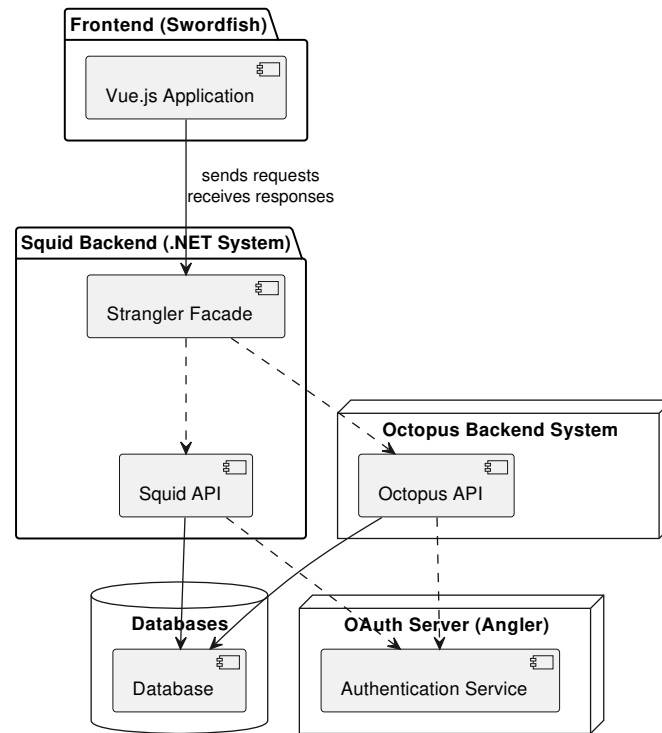 Frontend (Swordfish)
Vue.js Application
sends requests
receives responses
Squid Backend (.NET System)
Strangler Facade
Octopus Backend System
Squid API
Octopus API
Databases
OAuth Server (Angler)
Database
Authentication Service